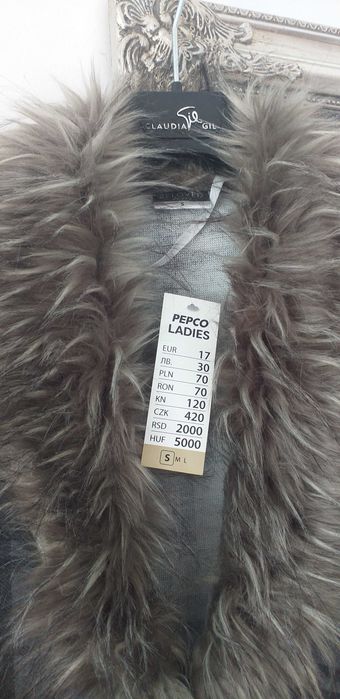 CLAUDIA Gil GIL
S
PEPCO
LADIES
EUR 17
ЛВ. 30
PLN 70
RON 70
KN 120
CZK 420
RSD 2000
HUF 5000
S M L